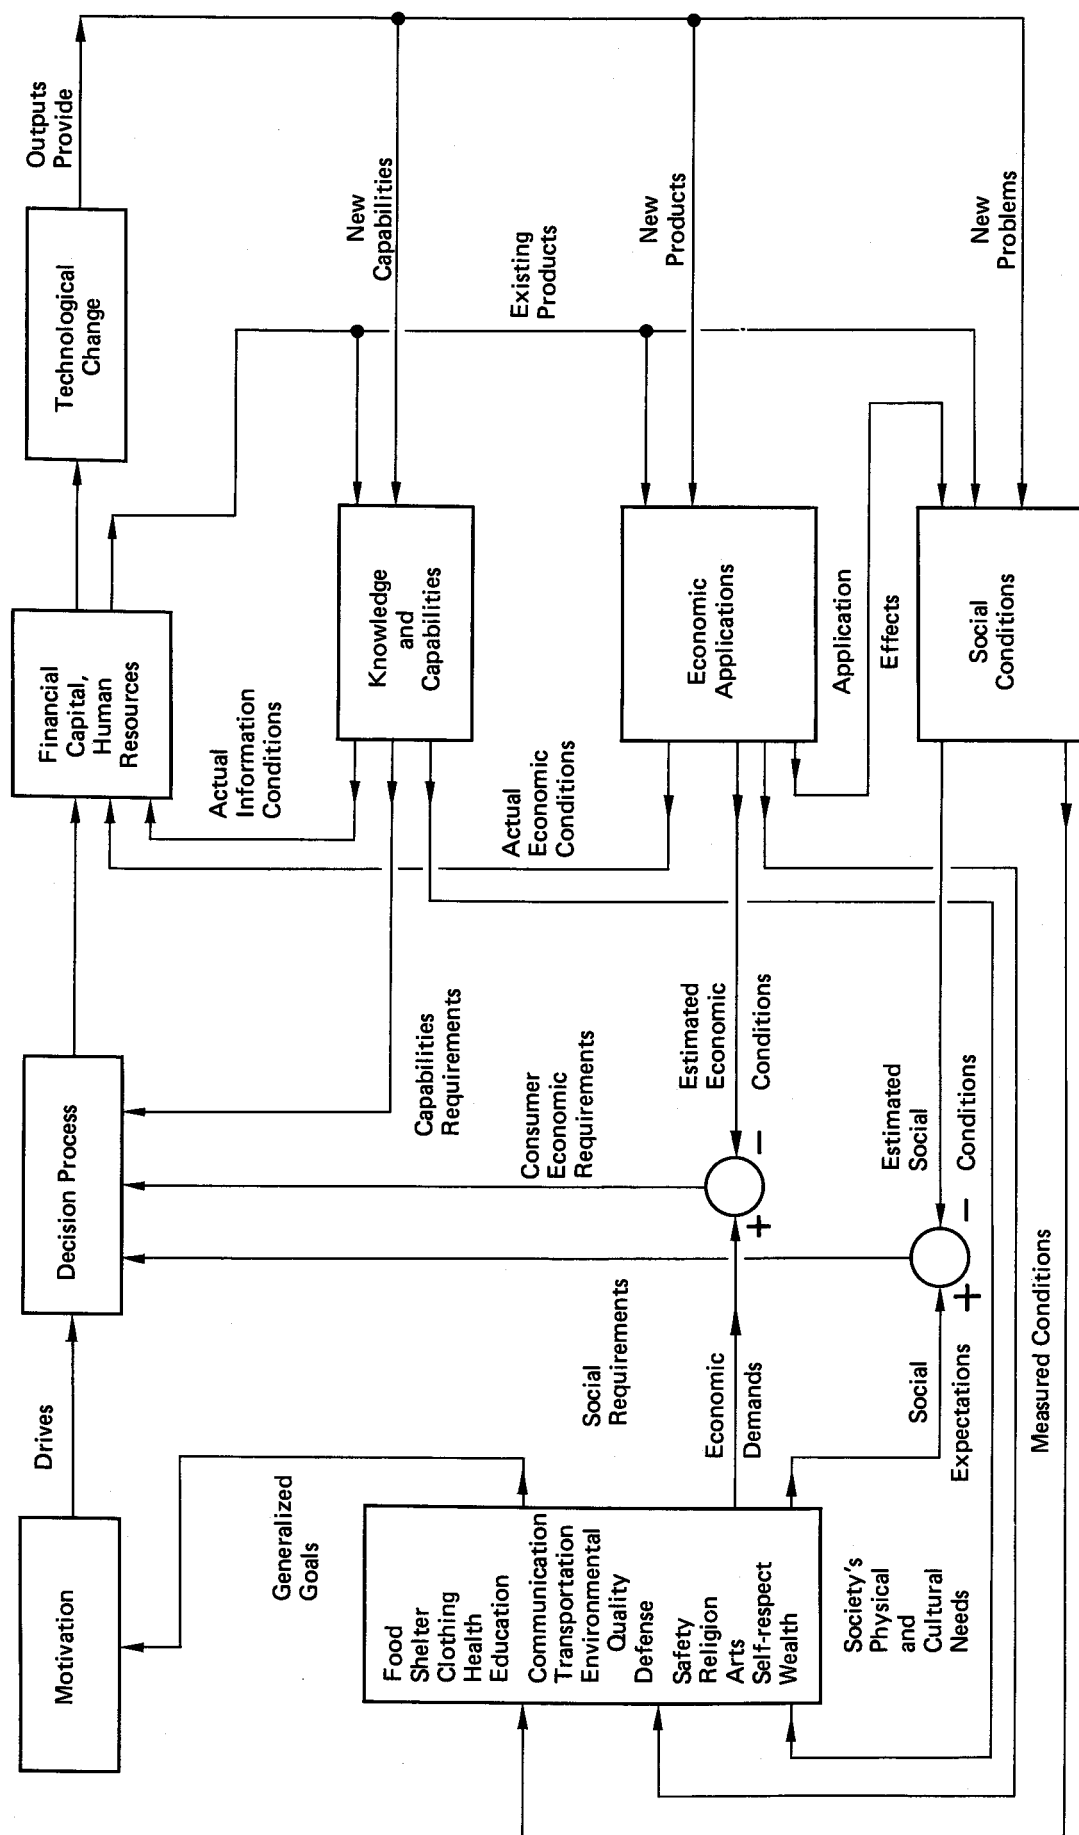 Motivation
Drives
Decision Process
Financial
Capital,
Human
Resources
Technological
Change
Outputs
Provide
Generalized
Goals
Food
Shelter
Clothing
Health
Education
Communication
Transportation
Environmental
Quality
Defense
Safety
Religion
Arts
Self-respect
Wealth
Society's
Physical
and
Cultural
Needs
Social
Requirements
Economic
Demands
Social
Expectations
+
−
+
−
Consumer
Economic
Requirements
Capabilities
Requirements
Estimated
Economic
Conditions
Estimated
Social
Conditions
Actual
Information
Conditions
Actual
Economic
Conditions
Knowledge
and
Capabilities
Economic
Applications
Application
Effects
Social
Conditions
Existing
Products
New
Capabilities
New
Products
New
Problems
Measured Conditions